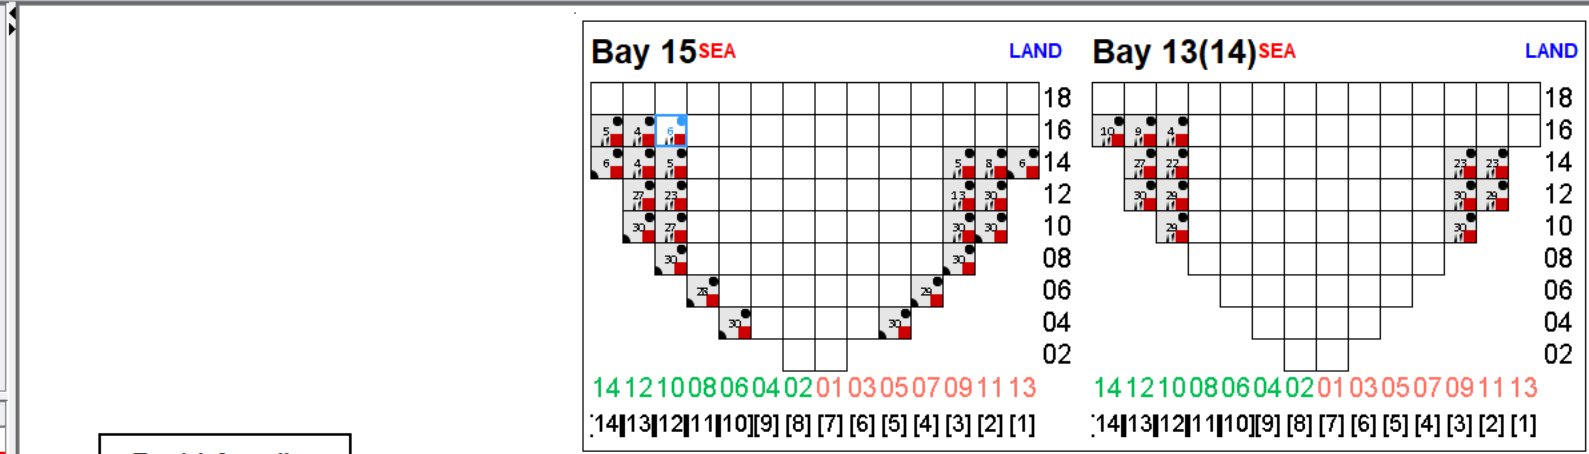 Bay 15 SEA LAND Bay 13(14) SEA LAND
18 18
5 4 6 16 10 9 4 16
6 4 5 5 8 6 14 27 22 23 23 14
27 23 13 30 12 30 29 30 29 12
30 27 30 30 10 29 30 10
30 30 08 08
28 29 06 06
30 30 04 04
02 02
14 12 10 08 06 04 02 01 03 05 07 09 11 13 14 12 10 08 06 04 02 01 03 05 07 09 11 13
[14] [13] [12] [11] [10] [9] [8] [7] [6] [5] [4] [3] [2] [1] [14] [13] [12] [11] [10] [9] [8] [7] [6] [5] [4] [3] [2] [1]